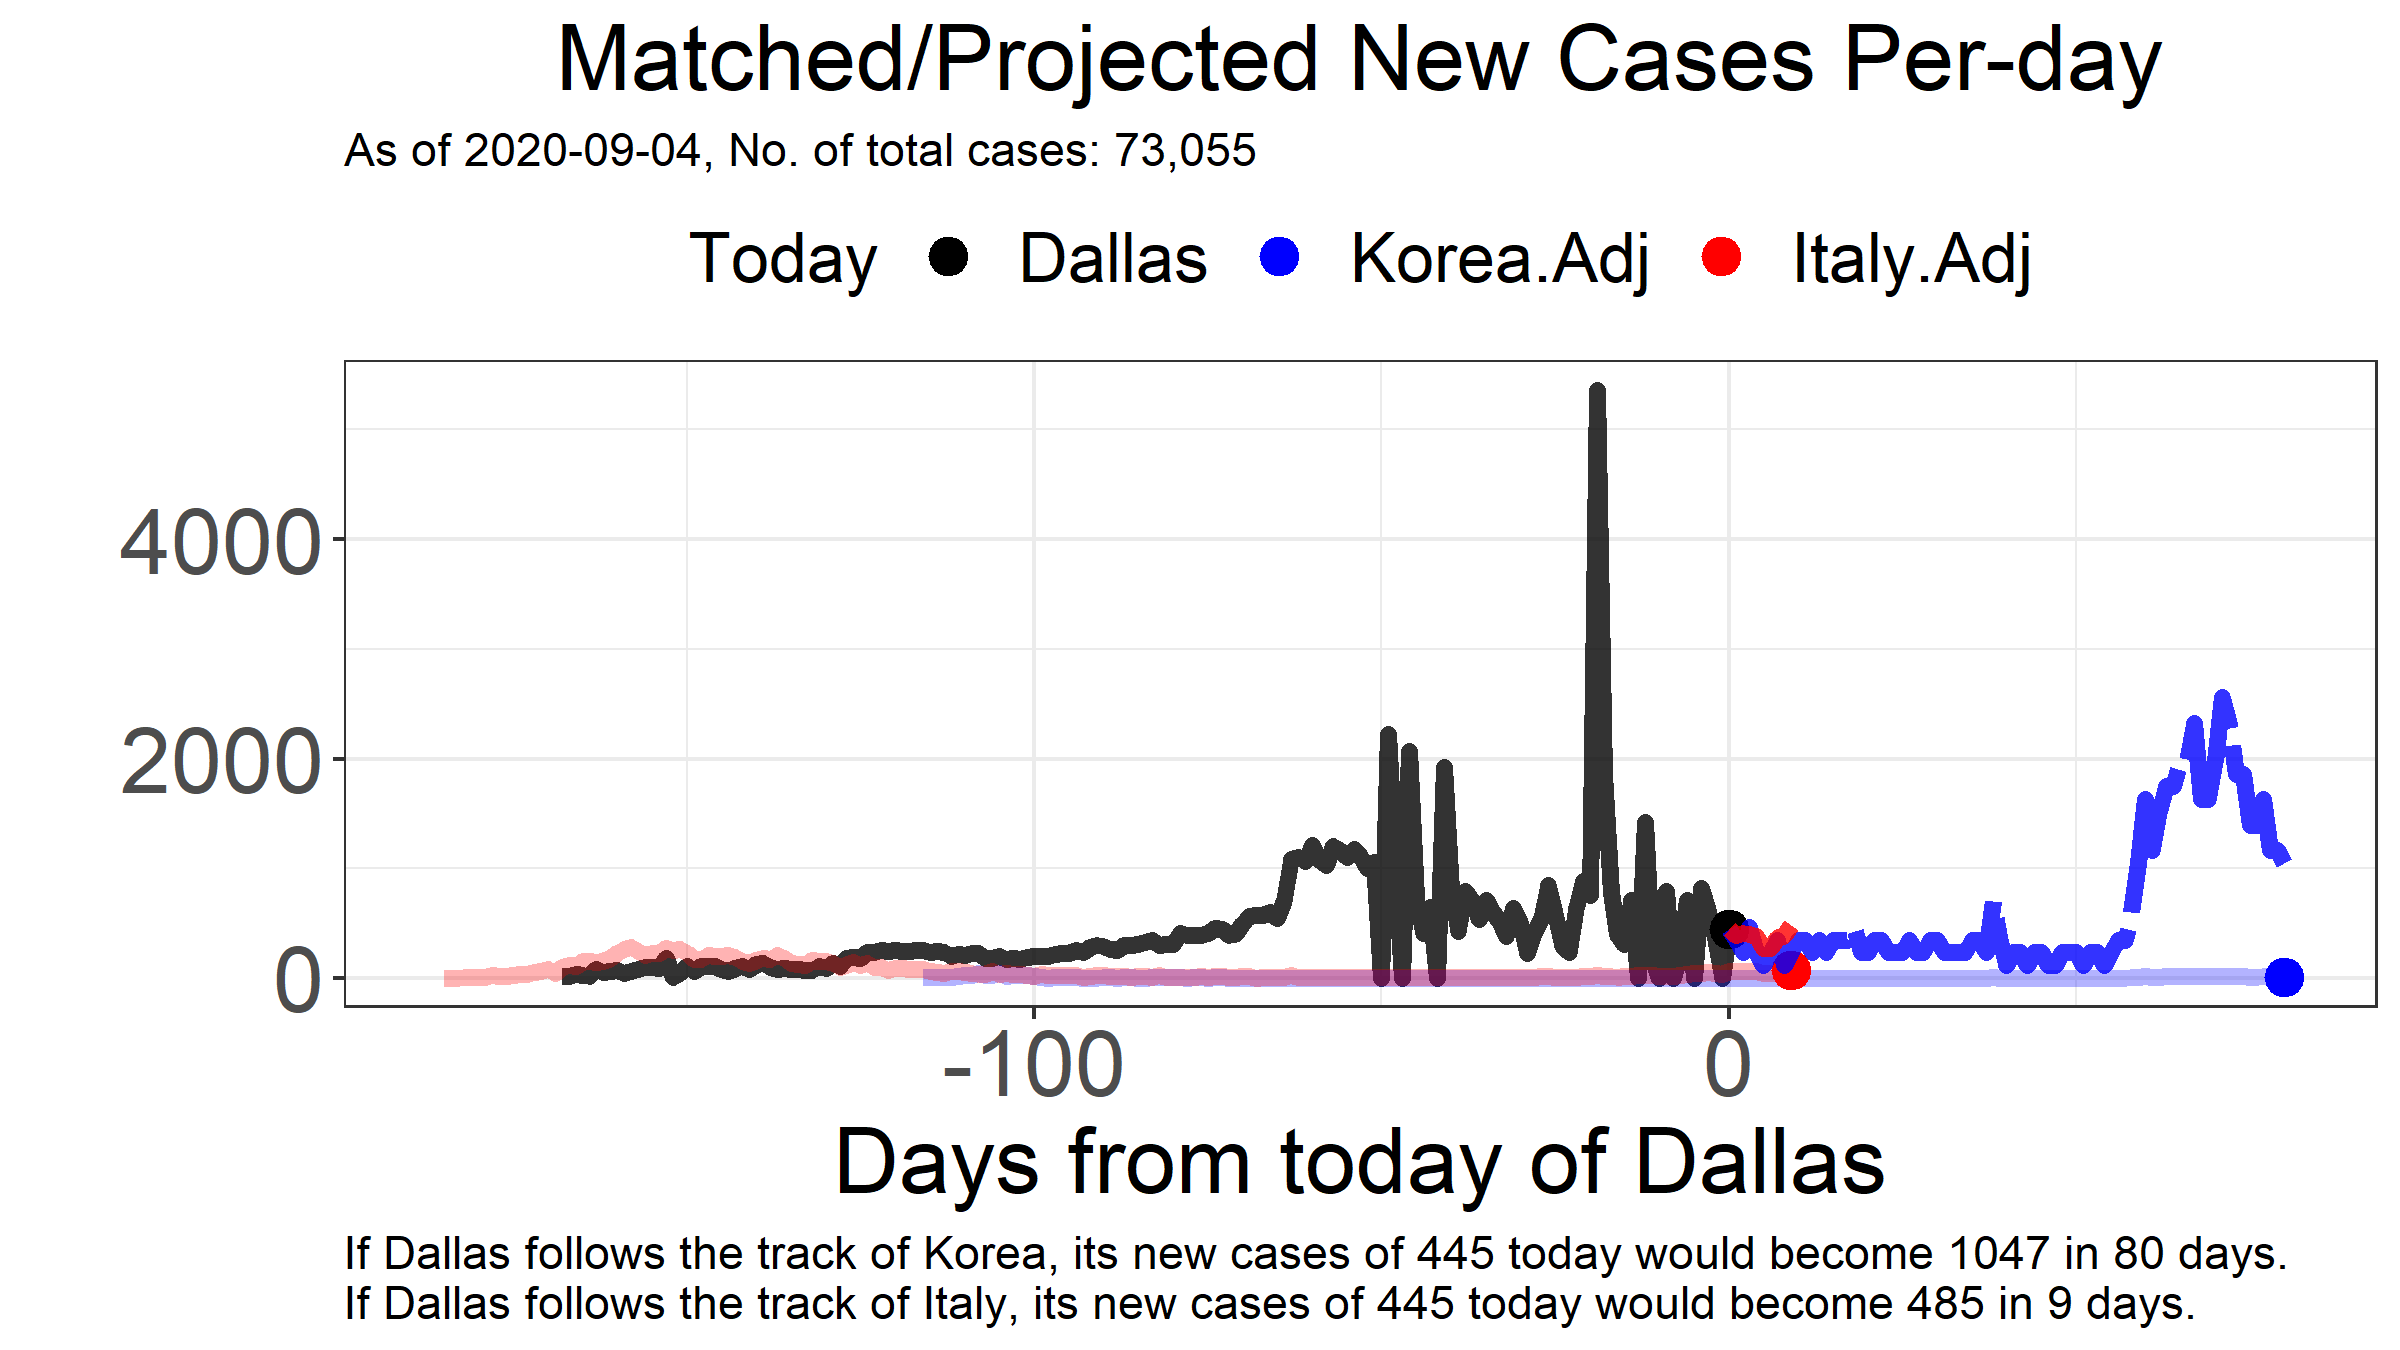 Matched/Projected New Cases Per-day
As of 2020-09-04, No. of total cases: 73,055
Today Dallas Korea.Adj Italy.Adj
4000
2000
0
-100 0
Days from today of Dallas
If Dallas follows the track of Korea, its new cases of 445 today would become 1047 in 80 days.
If Dallas follows the track of Italy, its new cases of 445 today would become 485 in 9 days.